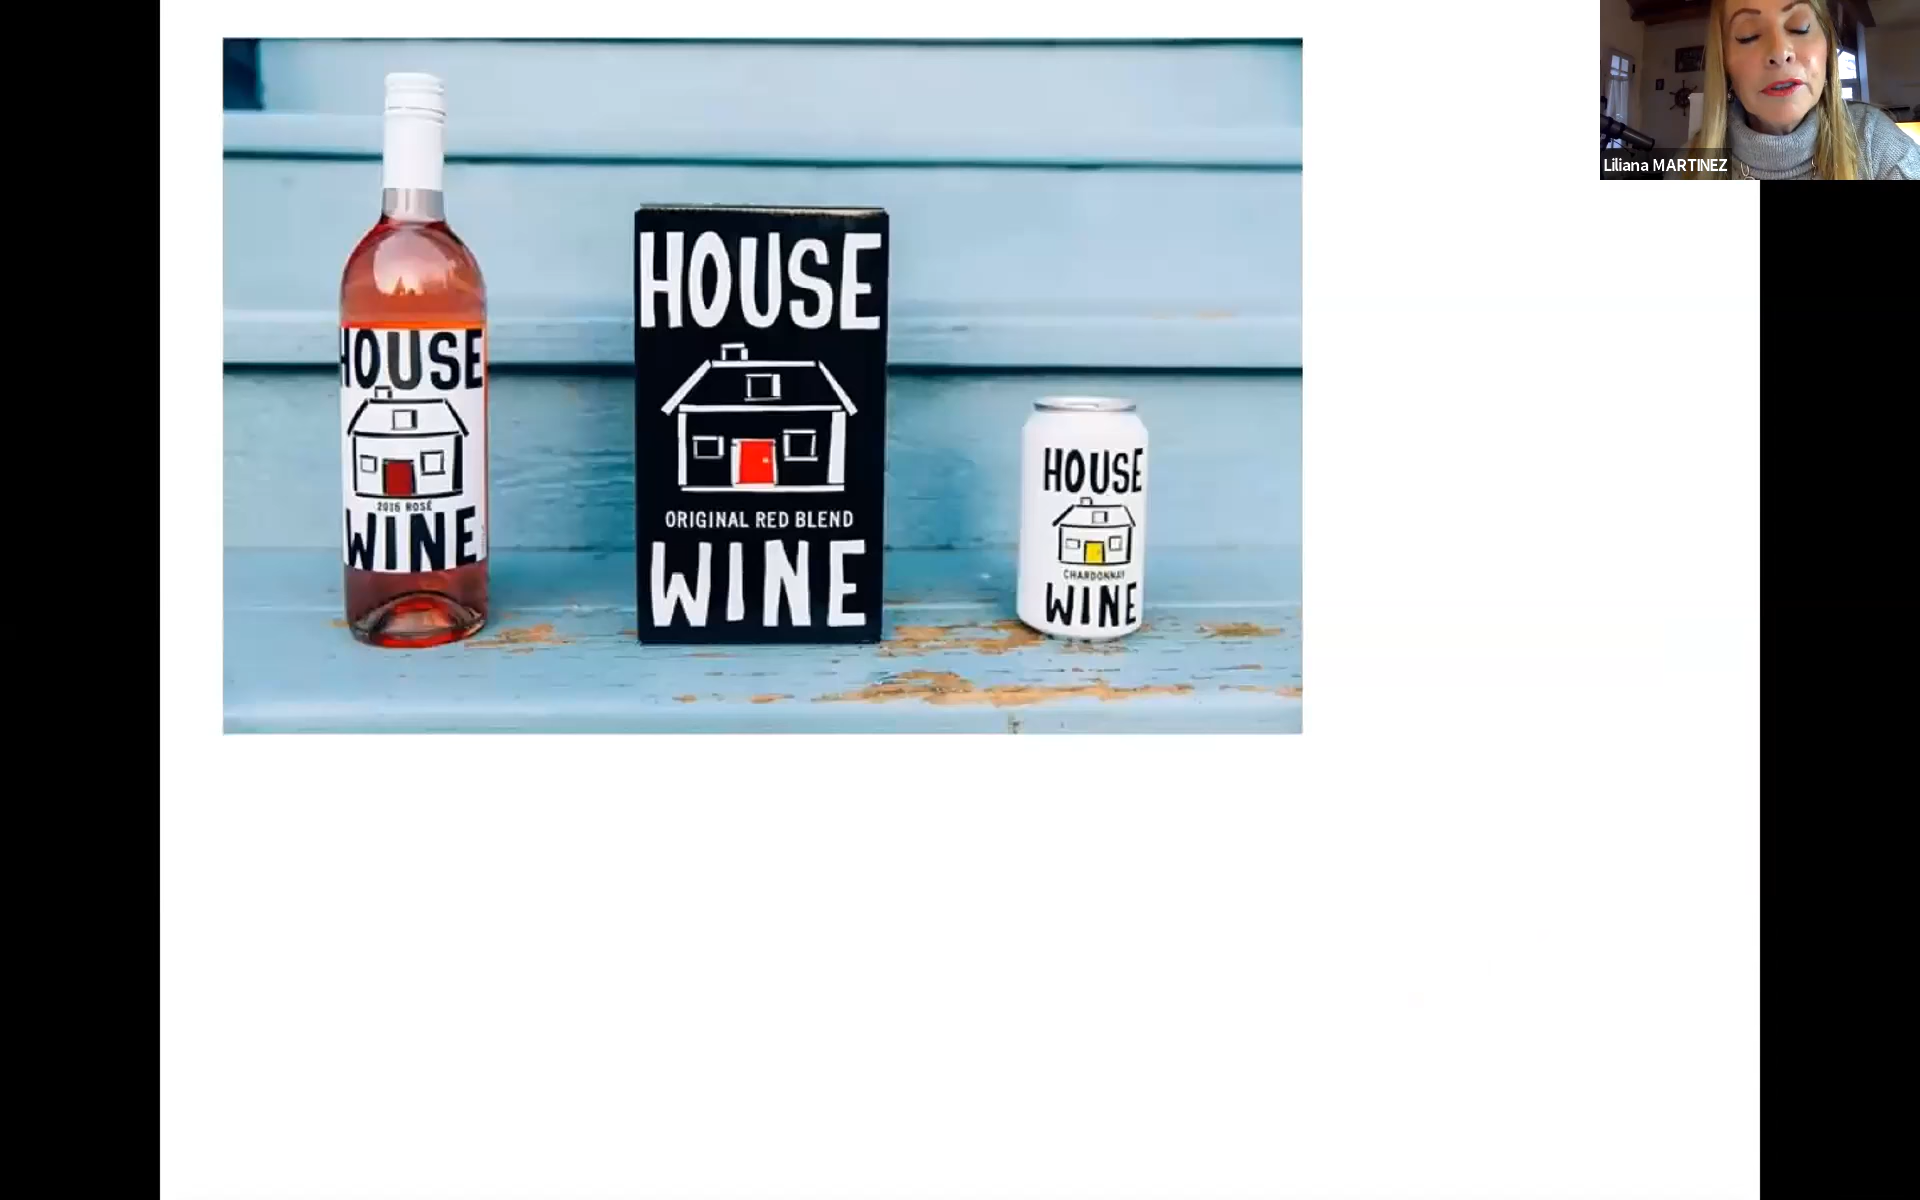 HOUSE
2016 ROSÉ
WINE
HOUSE
ORIGINAL RED BLEND
WINE
HOUSE
CHARDONNAY
WINE
Liliana MARTINEZ